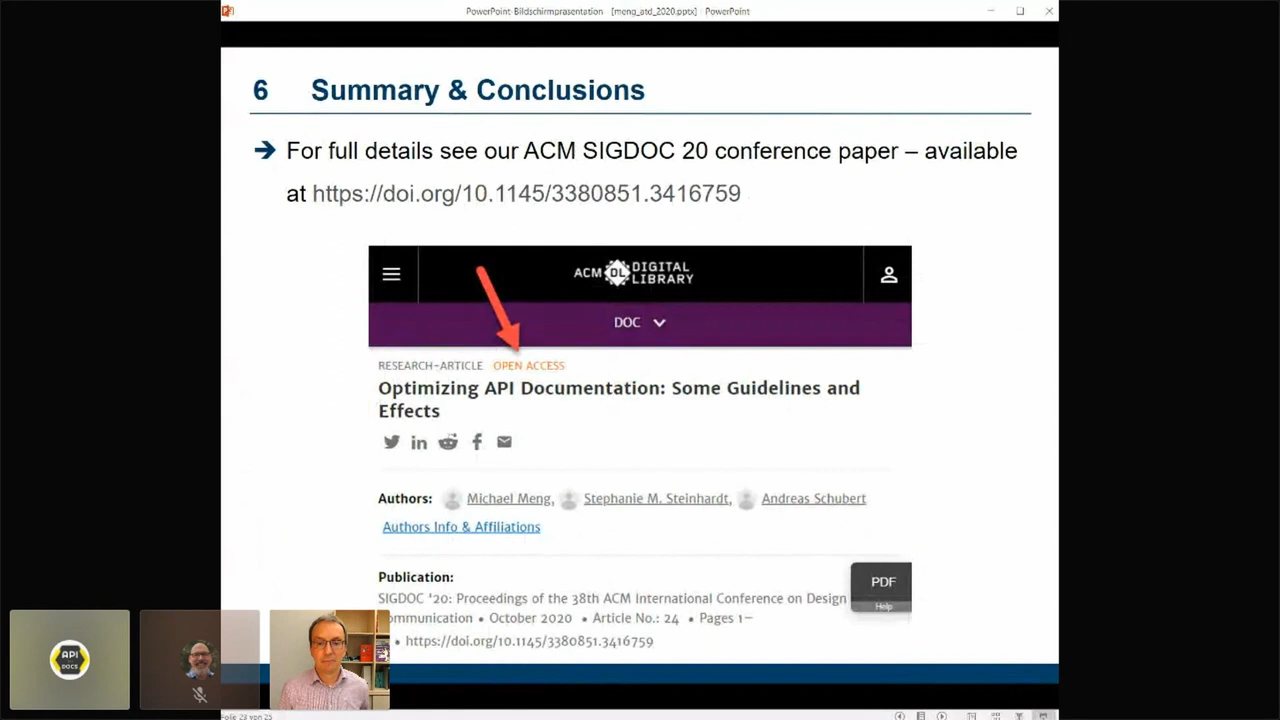 PowerPoint-Bildschirmpräsentation [meng_atd_2020.pptx] - PowerPoint
6 Summary & Conclusions
➔ For full details see our ACM SIGDOC 20 conference paper – available
at https://doi.org/10.1145/3380851.3416759
ACM DL DIGITAL LIBRARY
DOC
RESEARCH-ARTICLE OPEN ACCESS
Optimizing API Documentation: Some Guidelines and
Effects
Authors: Michael Meng, Stephanie M. Steinhardt, Andreas Schubert
Authors Info & Affiliations
PDF
Help
Publication:
SIGDOC '20: Proceedings of the 38th ACM International Conference on Design
mmunication • October 2020 • Article No.: 24 • Pages 1–
• https://doi.org/10.1145/3380851.3416759
API
DOCS
Folie 23 von 25